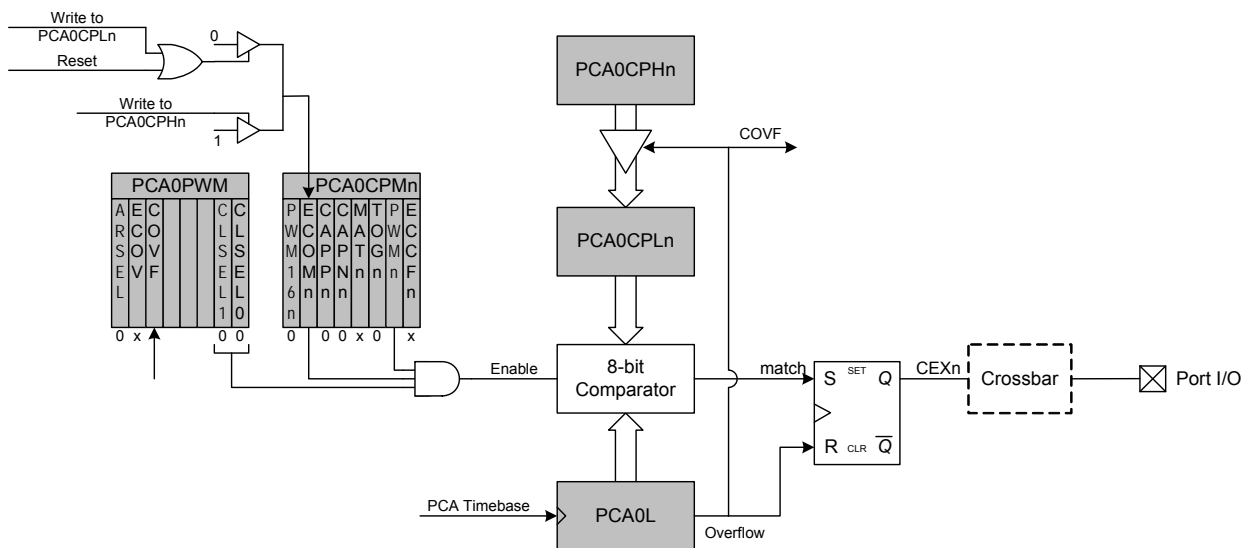 Write to
PCA0CPLn
Reset
0
Write to
PCA0CPHn
1
PCA0CPHn
COVF
PCA0PWM
ARSEL
ECOV
COVF
CLSEL1
CLSEL0
0 x 0 0
PCA0CPMn
PWM16n
ECOMn
CAPPn
CAPNn
MATn
TOGn
PWMn
ECCFn
0 0 0 x 0 x
PCA0CPLn
Enable
8-bit
Comparator
match
S SET Q
R CLR Q̅
CEXn
Crossbar
Port I/O
PCA Timebase
PCA0L
Overflow